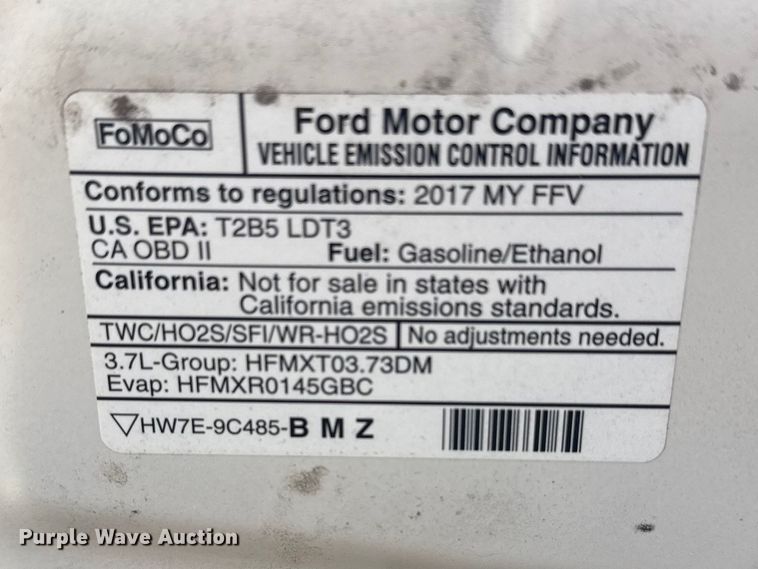 FoMoCo
Ford Motor Company
VEHICLE EMISSION CONTROL INFORMATION
Conforms to regulations: 2017 MY FFV
U.S. EPA: T2B5 LDT3
CA OBD II Fuel: Gasoline/Ethanol
California: Not for sale in states with
California emissions standards.
TWC/HO2S/SFI/WR-HO2S No adjustments needed.
3.7L-Group: HFMXT03.73DM
Evap: HFMXR0145GBC
HW7E-9C485-B M Z
Purple Wave Auction